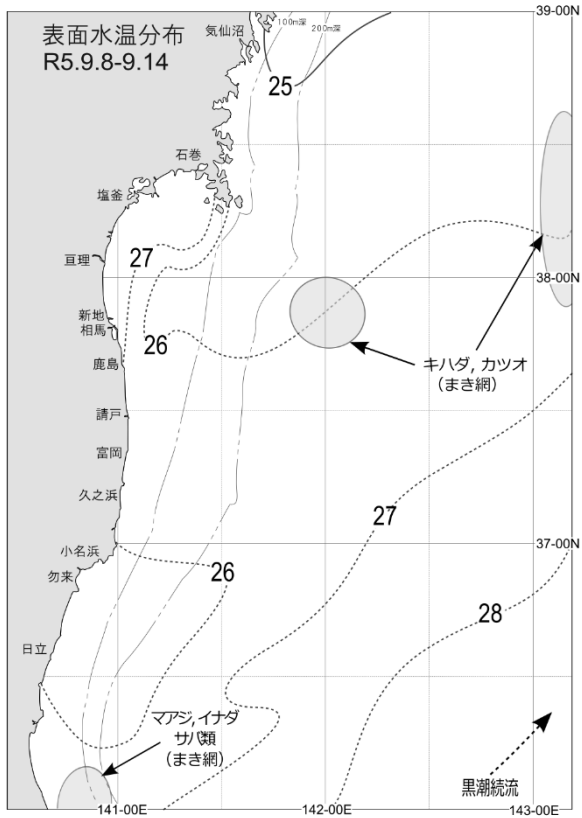 表面水温分布
R5.9.8-9.14
気仙沼
100m深
200m深
39-00N
25
石巻
塩釜
亘理
27
38-00N
新地
相馬
26
鹿島
キハダ, カツオ
(まき網)
請戸
富岡
久之浜
27
37-00N
小名浜
勿来
26
28
日立
マアジ, イナダ
サバ類
(まき網)
黒潮続流
141-00E
142-00E
143-00E